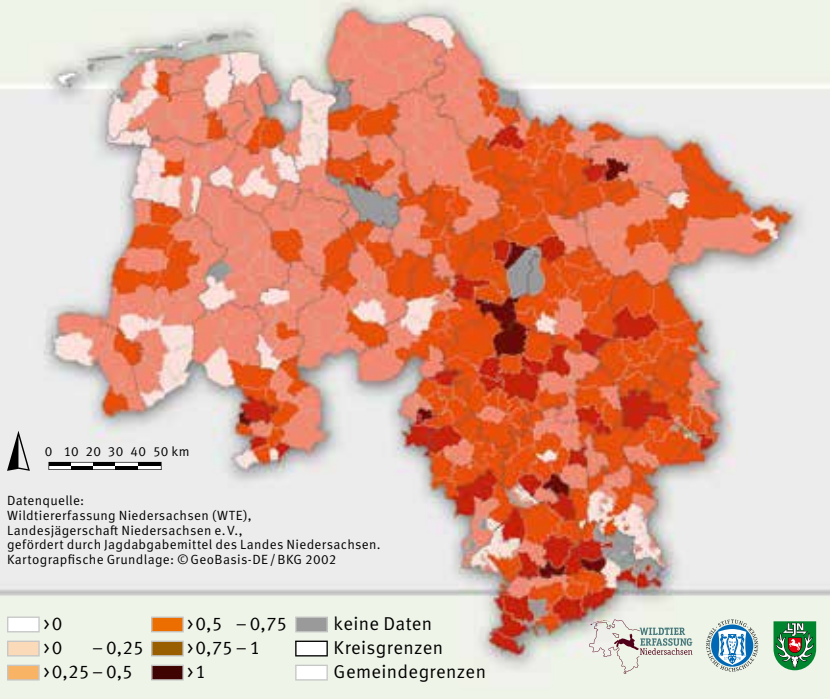 0 10 20 30 40 50 km
Datenquelle:
Wildtiererfassung Niedersachsen (WTE),
Landesjägerschaft Niedersachsen e. V.,
gefördert durch Jagdabgabemittel des Landes Niedersachsen.
Kartografische Grundlage: © GeoBasis-DE / BKG 2002
>0
>0 – 0,25
>0,25 – 0,5
>0,5 – 0,75
>0,75 – 1
>1
keine Daten
Kreisgrenzen
Gemeindegrenzen
WILDTIER
ERFASSUNG
Niedersachsen
STIFTUNG
LJN